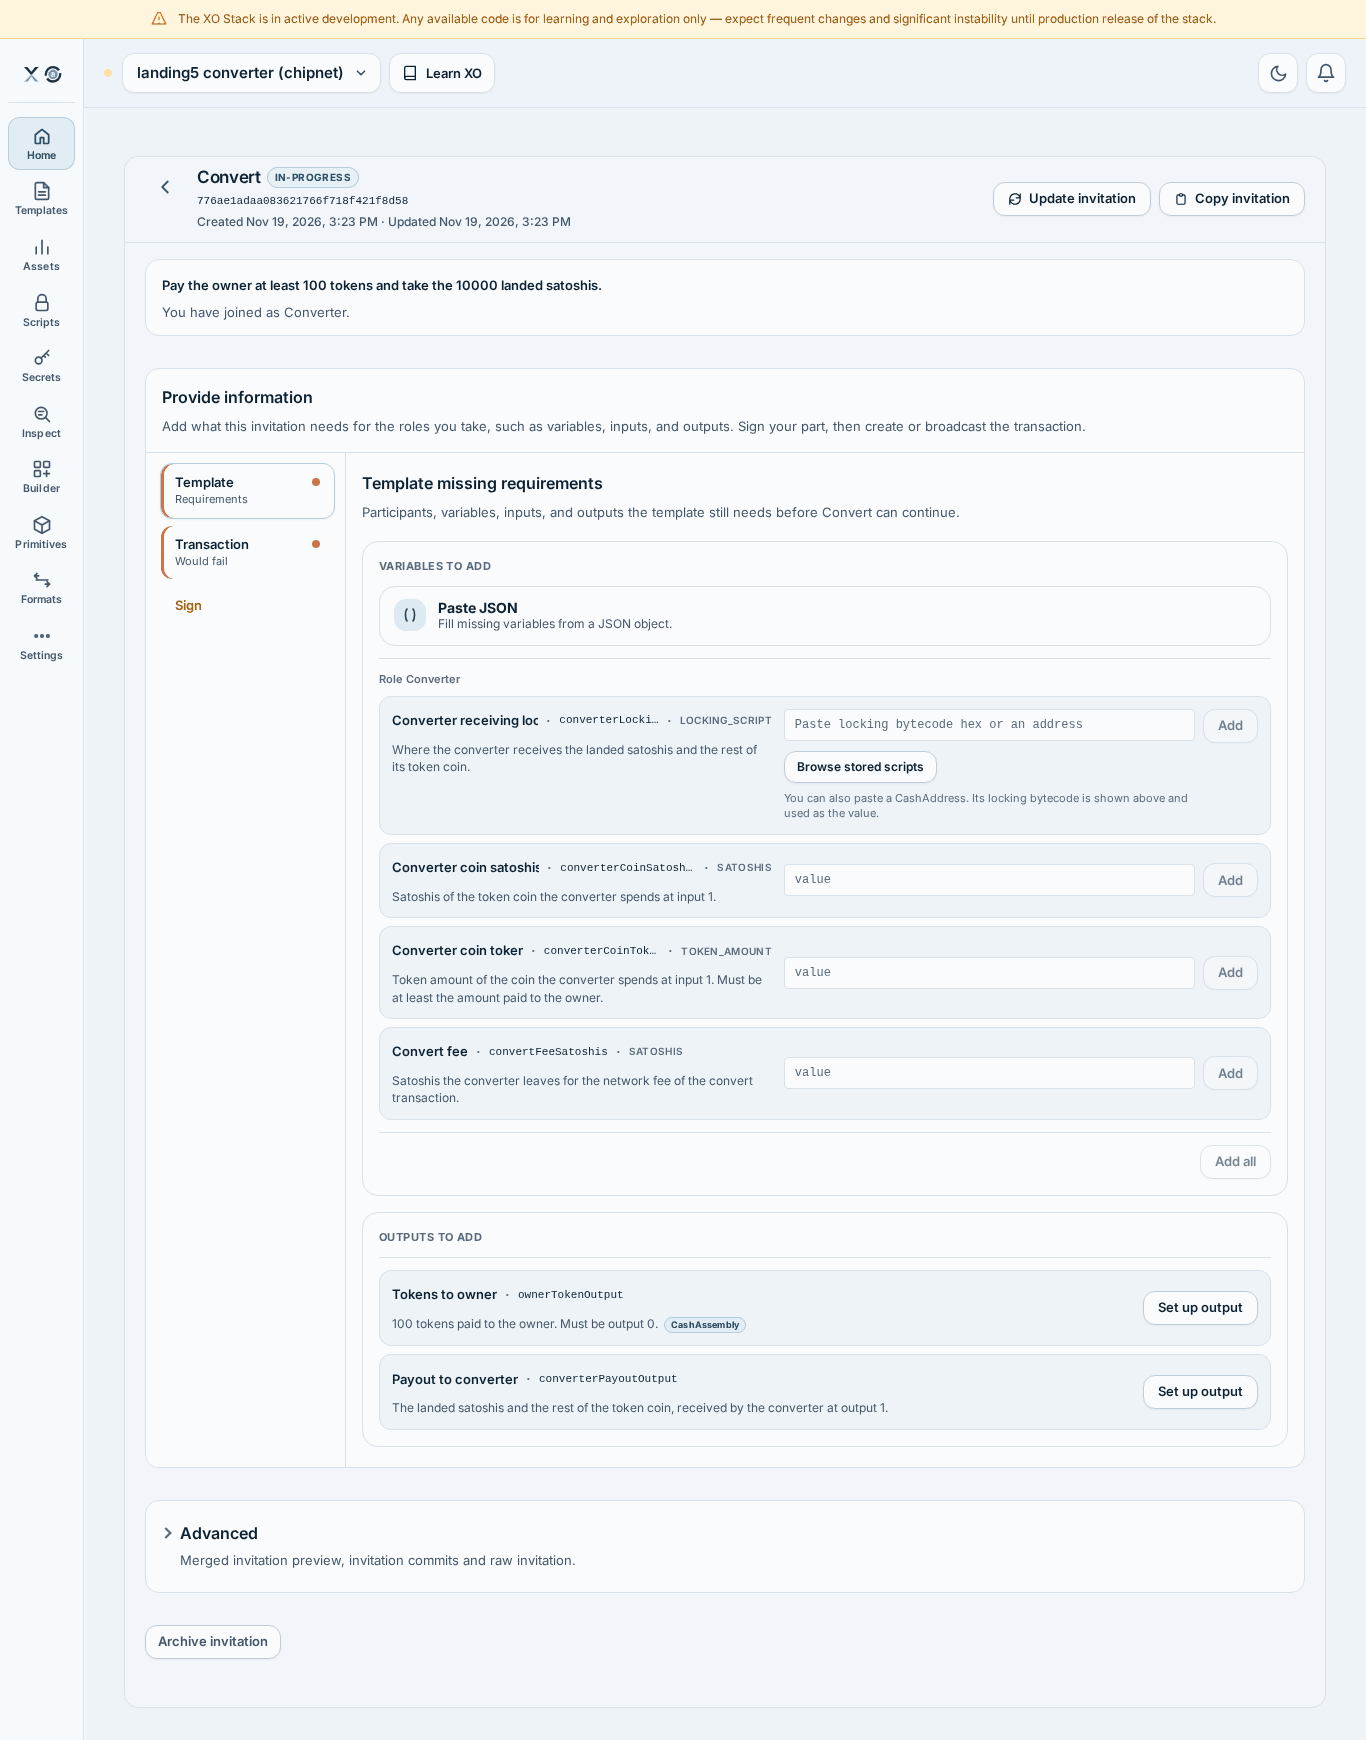 The XO Stack is in active development. Any available code is for learning and exploration only — expect frequent changes and significant instability until production release of the stack.
XO
landing5 converter (chipnet)
Learn XO
Home
Templates
Assets
Scripts
Secrets
Inspect
Builder
Primitives
Formats
Settings
Convert
IN-PROGRESS
776ae1adaa083621766f718f421f8d58
Created Nov 19, 2026, 3:23 PM · Updated Nov 19, 2026, 3:23 PM
Update invitation
Copy invitation
Pay the owner at least 100 tokens and take the 10000 landed satoshis.
You have joined as Converter.
Provide information
Add what this invitation needs for the roles you take, such as variables, inputs, and outputs. Sign your part, then create or broadcast the transaction.
Template
Requirements
Transaction
Would fail
Sign
Template missing requirements
Participants, variables, inputs, and outputs the template still needs before Convert can continue.
VARIABLES TO ADD
()
Paste JSON
Fill missing variables from a JSON object.
Role Converter
Converter receiving loc · converterLocki… · LOCKING_SCRIPT
Where the converter receives the landed satoshis and the rest of
its token coin.
Paste locking bytecode hex or an address
Add
Browse stored scripts
You can also paste a CashAddress. Its locking bytecode is shown above and
used as the value.
Converter coin satoshis · converterCoinSatosh… · SATOSHIS
Satoshis of the token coin the converter spends at input 1.
value
Add
Converter coin token · converterCoinTok… · TOKEN_AMOUNT
Token amount of the coin the converter spends at input 1. Must be
at least the amount paid to the owner.
value
Add
Convert fee · convertFeeSatoshis · SATOSHIS
Satoshis the converter leaves for the network fee of the convert
transaction.
value
Add
Add all
OUTPUTS TO ADD
Tokens to owner · ownerTokenOutput
100 tokens paid to the owner. Must be output 0. CashAssembly
Set up output
Payout to converter · converterPayoutOutput
The landed satoshis and the rest of the token coin, received by the converter at output 1.
Set up output
Advanced
Merged invitation preview, invitation commits and raw invitation.
Archive invitation